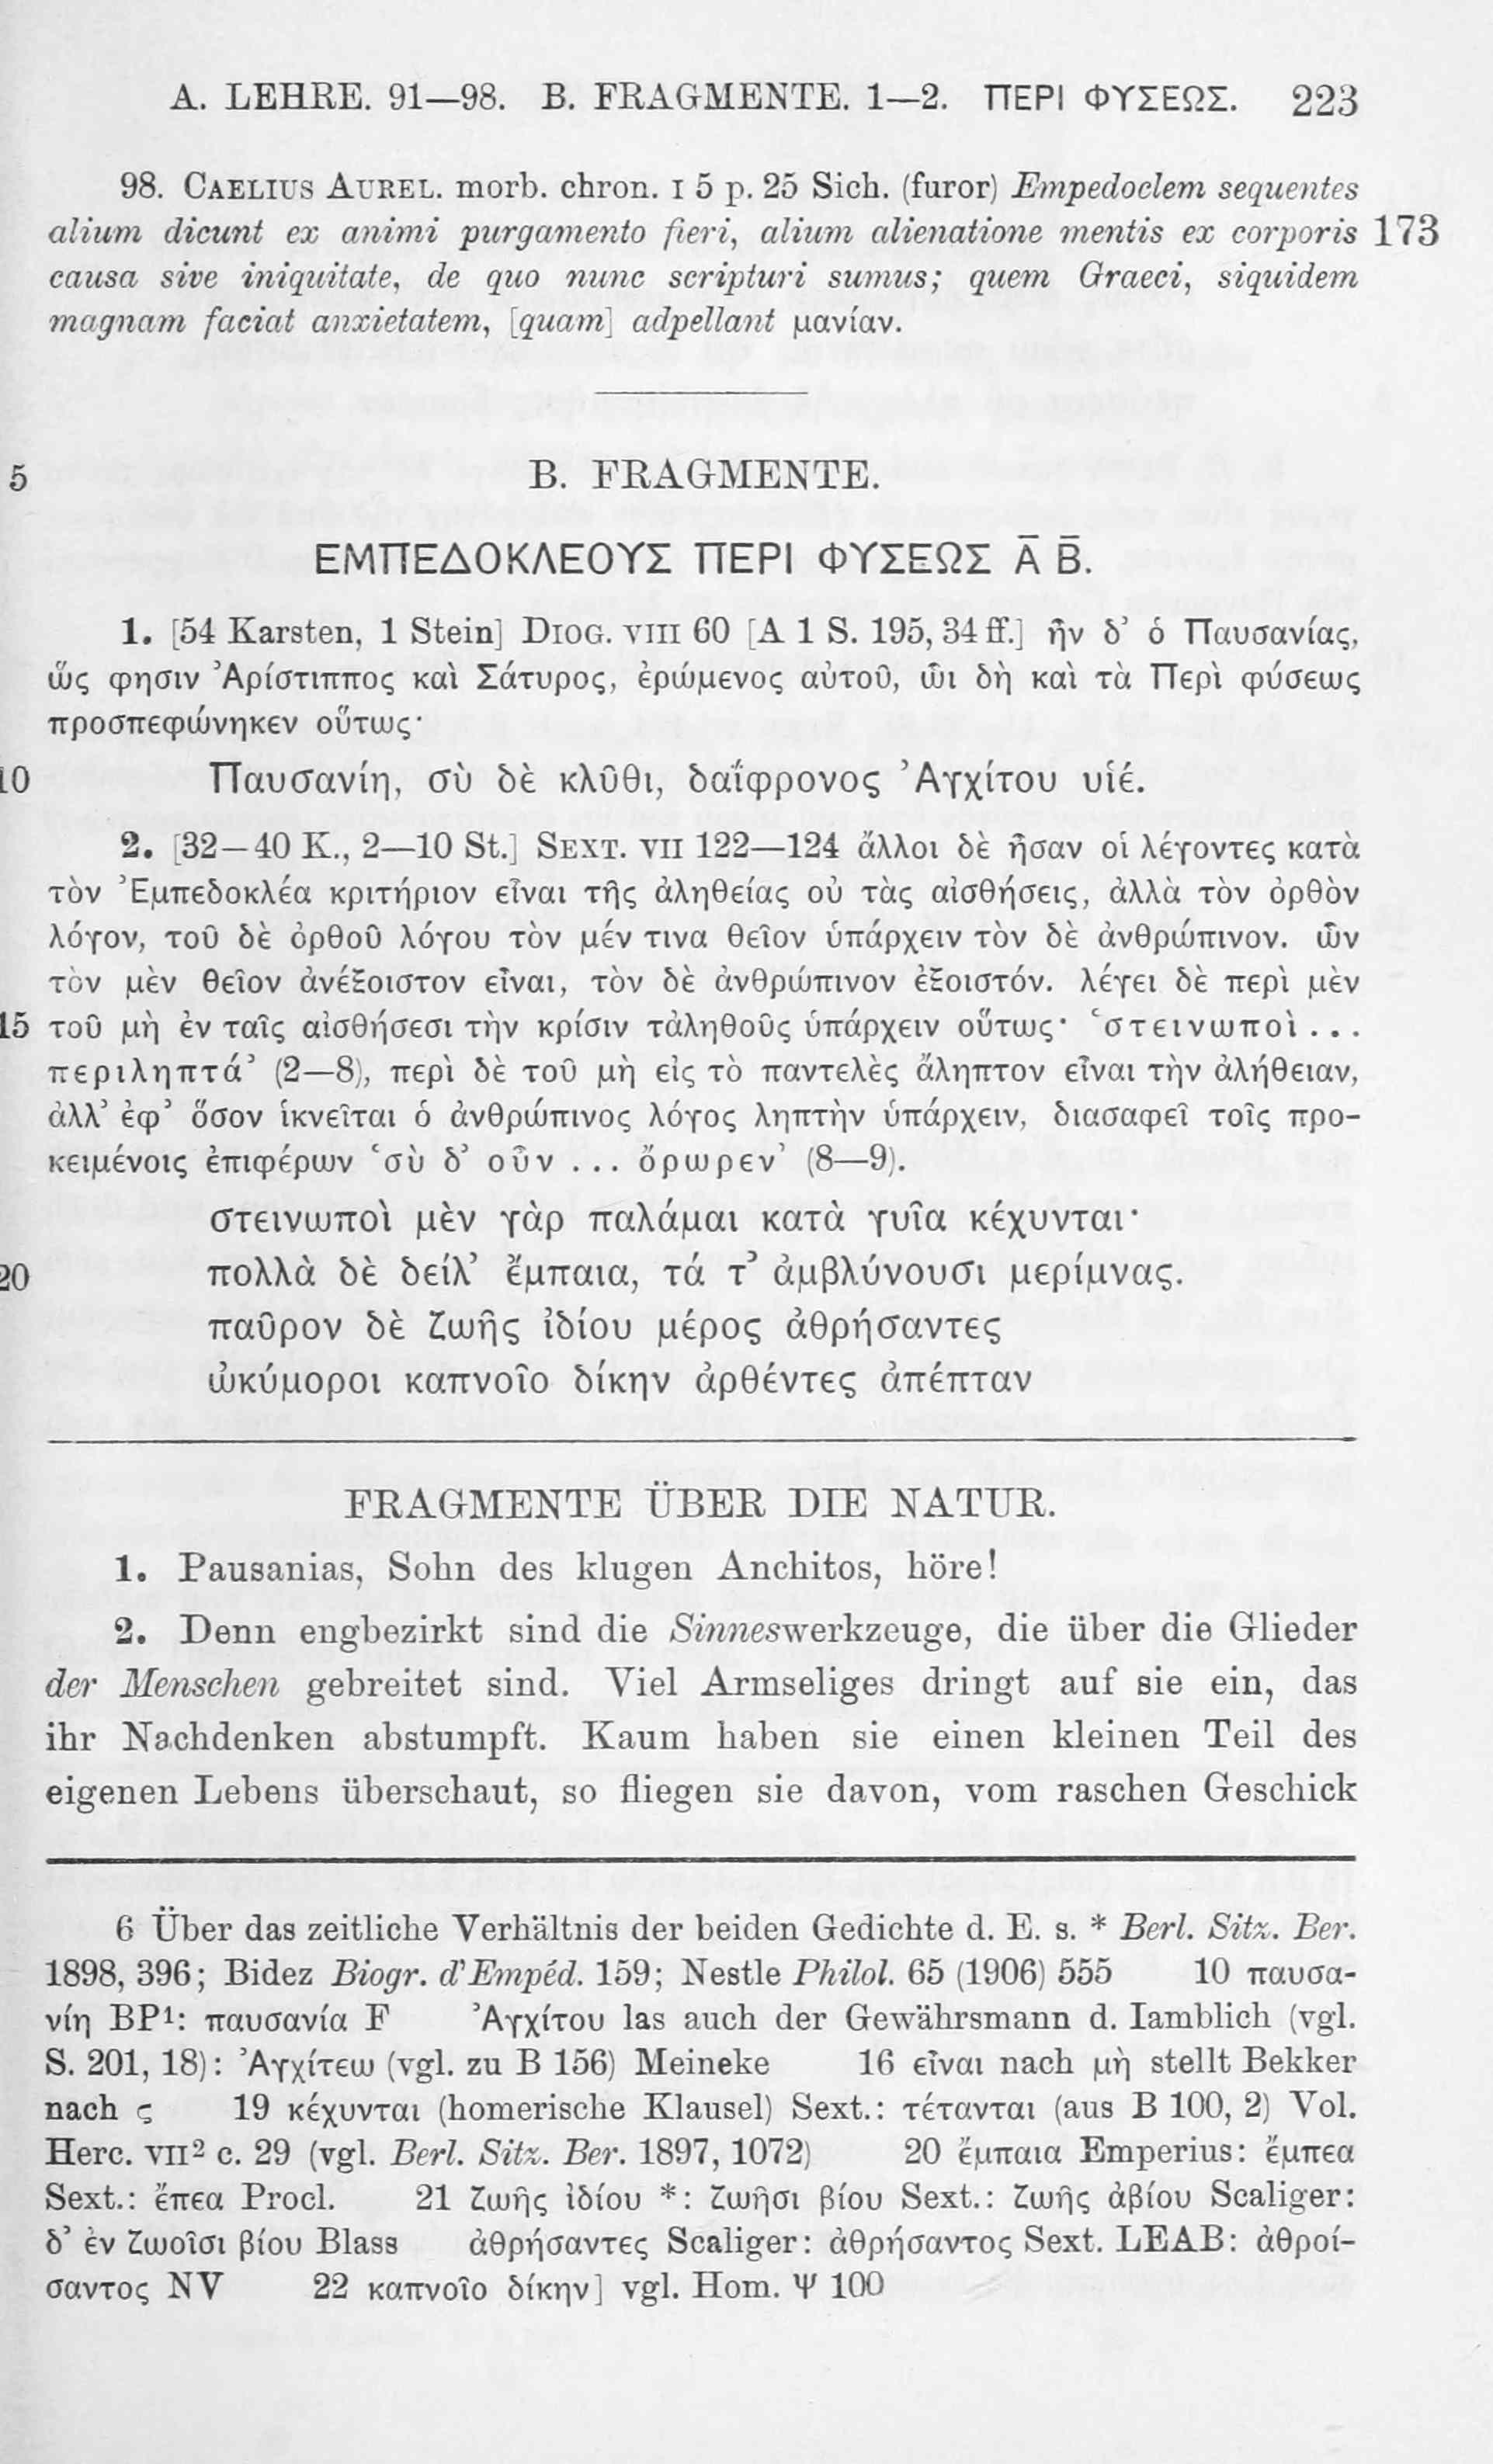 A. LEHRE. 91—98. B. FRAGMENTE. 1—2. ΠΕΡΙ ΦΥΣΕΩΣ. 223
98. CAELIUS AUREL. morb. chron. I 5 p. 25 Sich. (furor) Empedoclem sequentes
alium dicunt ex animi purgamento fieri, alium alienatione mentis ex corporis 173
causa sive iniquitate, de quo nunc scripturi sumus; quem Graeci, siquidem
magnam faciat anxietatem, [quam] adpellant μανίαν.
5 B. FRAGMENTE.
ΕΜΠΕΔΟΚΛΕΟΥΣ ΠΕΡΙ ΦΥΣΕΩΣ Α̅ Β̅.
1. [54 Karsten, 1 Stein] DIOG. VIII 60 [A 1 S. 195, 34 ff.] ἦν δ’ ὁ Παυσανίας,
ὥς φησιν Ἀρίστιππος καὶ Σάτυρος, ἐρώμενος αὐτοῦ, ὧι δὴ καὶ τὰ Περὶ φύσεως
προσπεφώνηκεν οὕτως·
10 Παυσανίη, σὺ δὲ κλῦθι, δαΐφρονος Ἀγχίτου υἱέ.
2. [32—40 K., 2—10 St.] SEXT. VII 122—124 ἄλλοι δὲ ἦσαν οἱ λέγοντες κατὰ
τὸν Ἐμπεδοκλέα κριτήριον εἶναι τῆς ἀληθείας οὐ τὰς αἰσθήσεις, ἀλλὰ τὸν ὀρθὸν
λόγον, τοῦ δὲ ὀρθοῦ λόγου τὸν μέν τινα θεῖον ὑπάρχειν τὸν δὲ ἀνθρώπινον. ὧν
τὸν μὲν θεῖον ἀνέξοιστον εἶναι, τὸν δὲ ἀνθρώπινον ἐξοιστόν. λέγει δὲ περὶ μὲν
15 τοῦ μὴ ἐν ταῖς αἰσθήσεσι τὴν κρίσιν τἀληθοῦς ὑπάρχειν οὕτως· ‘στεινωποὶ ...
περιληπτά’ (2—8), περὶ δὲ τοῦ μὴ εἰς τὸ παντελὲς ἄληπτον εἶναι τὴν ἀλήθειαν,
ἀλλ’ ἐφ’ ὅσον ἱκνεῖται ὁ ἀνθρώπινος λόγος ληπτὴν ὑπάρχειν, διασαφεῖ τοῖς προ-
κειμένοις ἐπιφέρων ‘σὺ δ’ οὖν ... ὄρωρεν’ (8—9).
στεινωποὶ μὲν γὰρ παλάμαι κατὰ γυῖα κέχυνται·
20 πολλὰ δὲ δείλ’ ἔμπαια, τά τ’ ἀμβλύνουσι μερίμνας.
παῦρον δὲ ζωῆς ἰδίου μέρος ἀθρήσαντες
ὠκύμοροι καπνοῖο δίκην ἀρθέντες ἀπέπταν
FRAGMENTE ÜBER DIE NATUR.
1. Pausanias, Sohn des klugen Anchitos, höre!
2. Denn engbezirkt sind die Sinneswerkzeuge, die über die Glieder
der Menschen gebreitet sind. Viel Armseliges dringt auf sie ein, das
ihr Nachdenken abstumpft. Kaum haben sie einen kleinen Teil des
eigenen Lebens überschaut, so fliegen sie davon, vom raschen Geschick
6 Über das zeitliche Verhältnis der beiden Gedichte d. E. s. * Berl. Sitz. Ber.
1898, 396; Bidez Biogr. d'Empéd. 159; Nestle Philol. 65 (1906) 555 10 παυσα-
νίη BP¹: παυσανία F Ἀγχίτου las auch der Gewährsmann d. Iamblich (vgl.
S. 201, 18): Ἀγχίτεω (vgl. zu B 156) Meineke 16 εἶναι nach μὴ stellt Bekker
nach ς 19 κέχυνται (homerische Klausel) Sext.: τέτανται (aus B 100, 2) Vol.
Herc. VII² c. 29 (vgl. Berl. Sitz. Ber. 1897, 1072) 20 ἔμπαια Emperius: ἔμπεα
Sext.: ἔπεα Procl. 21 ζωῆς ἰδίου *: ζωῆσι βίου Sext.: ζωῆς ἀβίου Scaliger:
δ’ ἐν ζωοῖσι βίου Blass ἀθρήσαντες Scaliger: ἀθρήσαντος Sext. LEAB: ἀθροί-
σαντος NV 22 καπνοῖο δίκην] vgl. Hom. Ψ 100